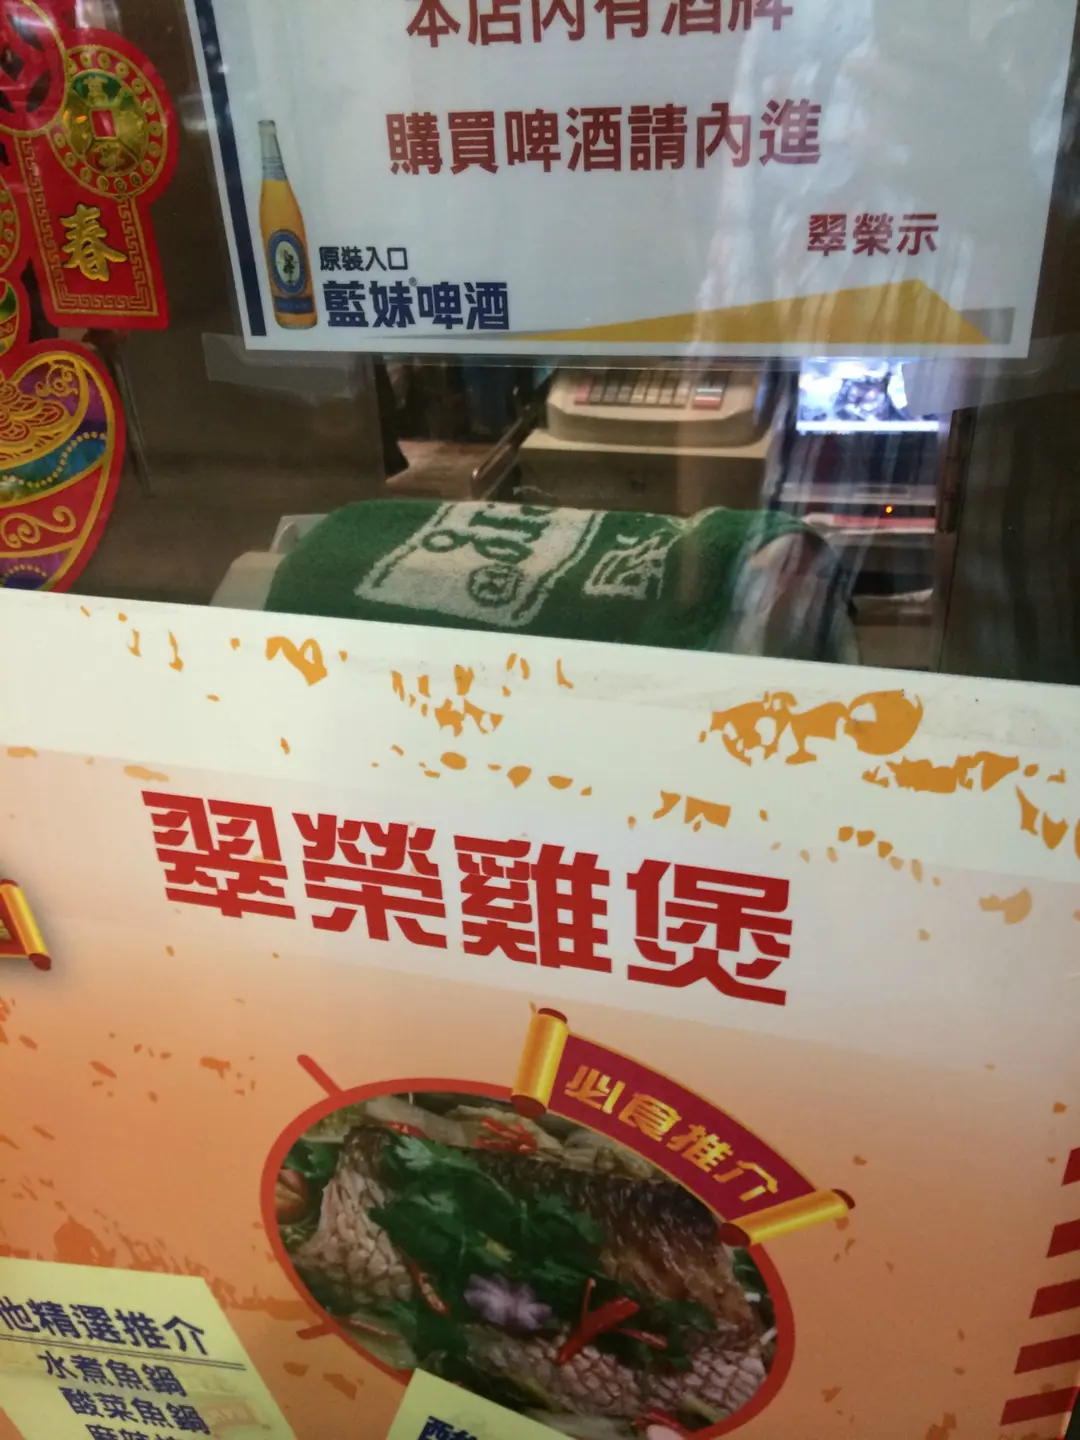 本店內有酒牌
購買啤酒請內進
翠榮示
原裝入口
藍妹®啤酒
春
翠榮雞煲
必食推介
他精選推介
水煮魚鍋
酸菜魚鍋